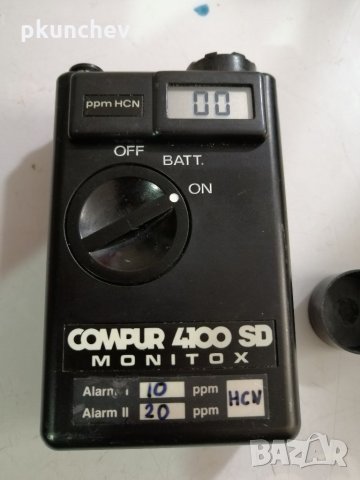 pkunchev
ppm HCN
00
OFF BATT.
ON
COMPUR 4100 SD
MONITOX
Alarm I 10 ppm
Alarm II 20 ppm
HCN
BAZAR